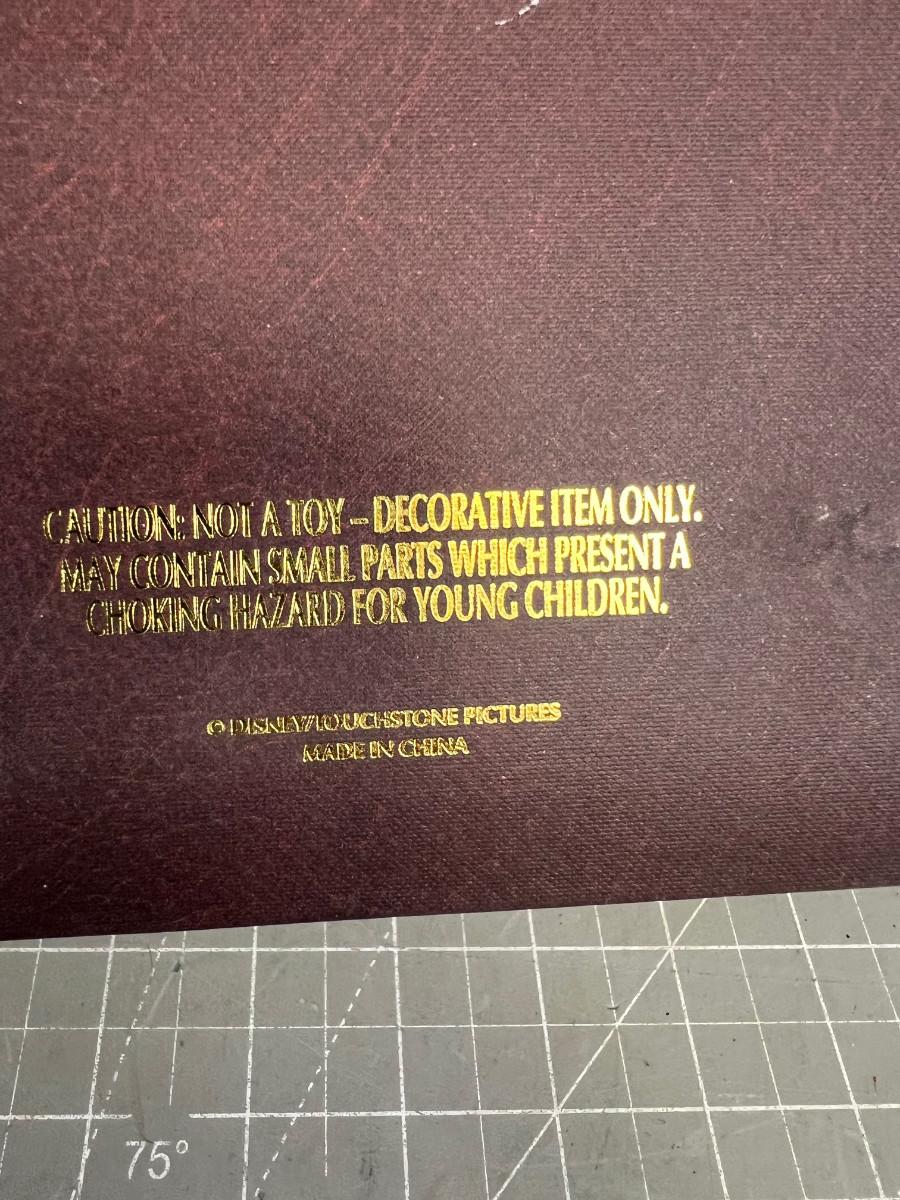 CAUTION: NOT A TOY – DECORATIVE ITEM ONLY.
MAY CONTAIN SMALL PARTS WHICH PRESENT A
CHOKING HAZARD FOR YOUNG CHILDREN.
© DISNEY/TOUCHSTONE PICTURES
MADE IN CHINA
75°